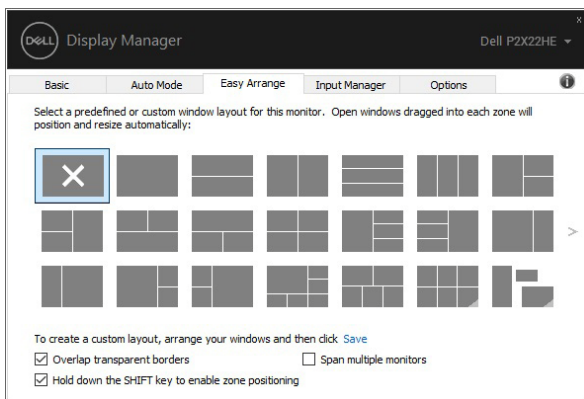 DELL Display Manager Dell P2X22HE
x
Basic Auto Mode Easy Arrange Input Manager Options i
Select a predefined or custom window layout for this monitor. Open windows dragged into each zone will
position and resize automatically:
>
To create a custom layout, arrange your windows and then click Save
Overlap transparent borders Span multiple monitors
Hold down the SHIFT key to enable zone positioning